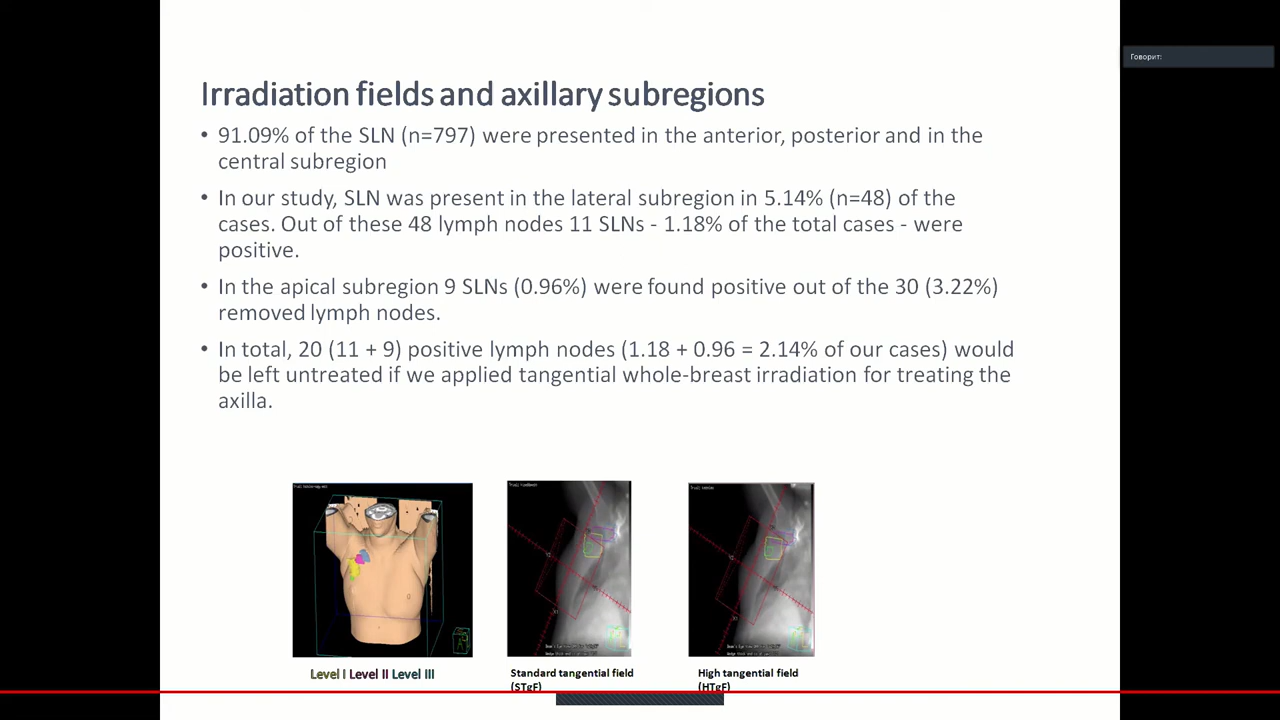 Говорит:
Irradiation fields and axillary subregions
• 91.09% of the SLN (n=797) were presented in the anterior, posterior and in the
central subregion
• In our study, SLN was present in the lateral subregion in 5.14% (n=48) of the
cases. Out of these 48 lymph nodes 11 SLNs - 1.18% of the total cases - were
positive.
• In the apical subregion 9 SLNs (0.96%) were found positive out of the 30 (3.22%)
removed lymph nodes.
• In total, 20 (11 + 9) positive lymph nodes (1.18 + 0.96 = 2.14% of our cases) would
be left untreated if we applied tangential whole-breast irradiation for treating the
axilla.
Level I Level II Level III
Standard tangential field
(STgF)
High tangential field
(HTgF)